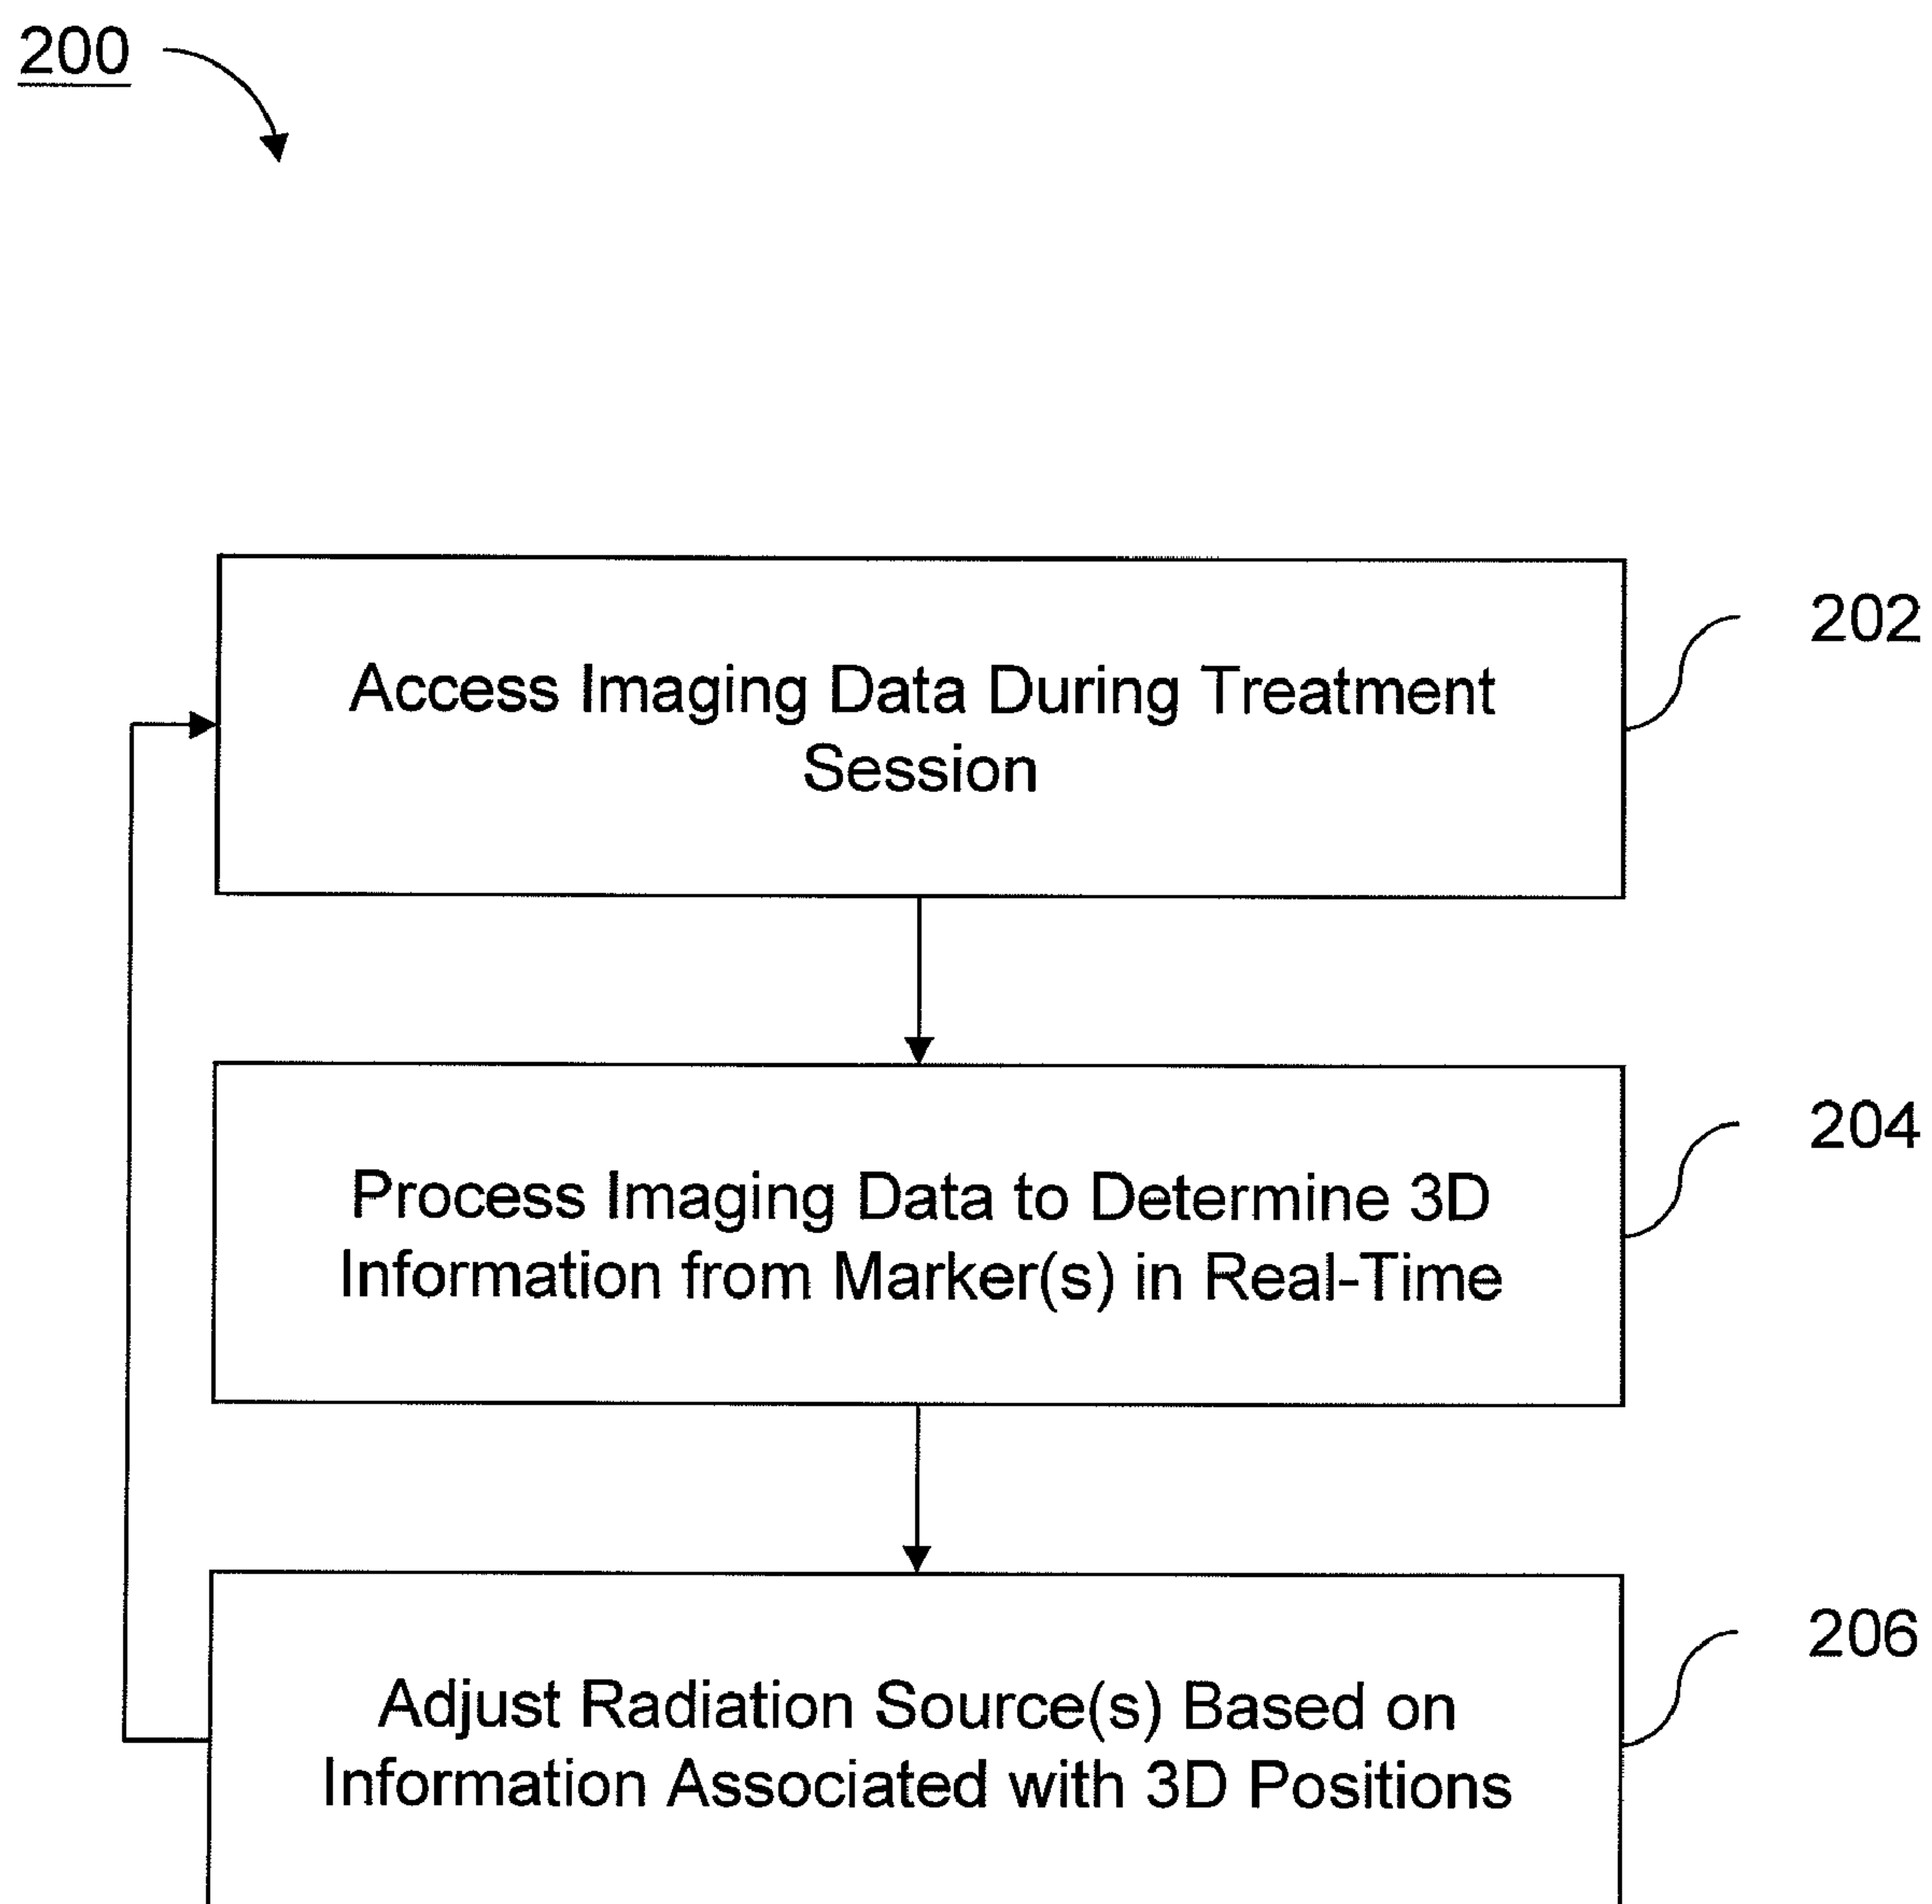 200
Access Imaging Data During Treatment
Session
202
Process Imaging Data to Determine 3D
Information from Marker(s) in Real-Time
204
Adjust Radiation Source(s) Based on
Information Associated with 3D Positions
206